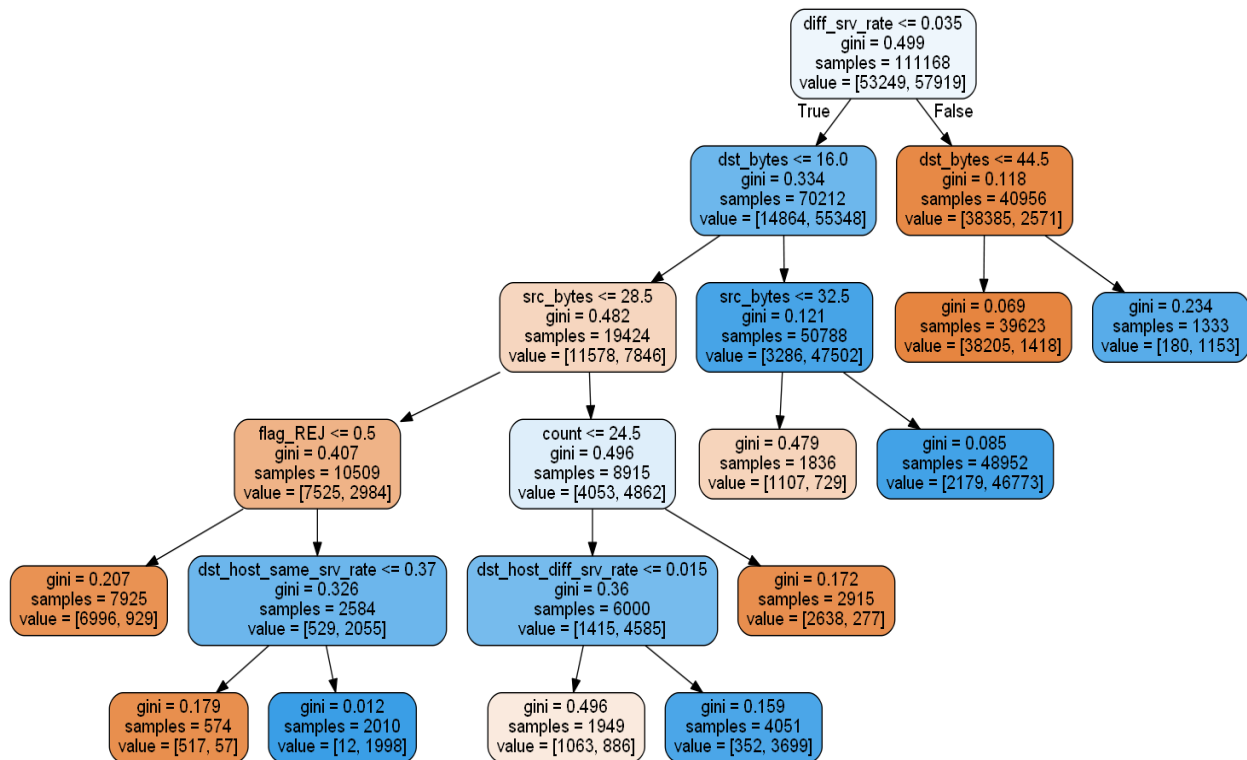 diff_srv_rate <= 0.035
gini = 0.499
samples = 111168
value = [53249, 57919]
True
False
dst_bytes <= 16.0
gini = 0.334
samples = 70212
value = [14864, 55348]
dst_bytes <= 44.5
gini = 0.118
samples = 40956
value = [38385, 2571]
src_bytes <= 28.5
gini = 0.482
samples = 19424
value = [11578, 7846]
src_bytes <= 32.5
gini = 0.121
samples = 50788
value = [3286, 47502]
gini = 0.069
samples = 39623
value = [38205, 1418]
gini = 0.234
samples = 1333
value = [180, 1153]
flag_REJ <= 0.5
gini = 0.407
samples = 10509
value = [7525, 2984]
count <= 24.5
gini = 0.496
samples = 8915
value = [4053, 4862]
gini = 0.479
samples = 1836
value = [1107, 729]
gini = 0.085
samples = 48952
value = [2179, 46773]
gini = 0.207
samples = 7925
value = [6996, 929]
dst_host_same_srv_rate <= 0.37
gini = 0.326
samples = 2584
value = [529, 2055]
dst_host_diff_srv_rate <= 0.015
gini = 0.36
samples = 6000
value = [1415, 4585]
gini = 0.172
samples = 2915
value = [2638, 277]
gini = 0.179
samples = 574
value = [517, 57]
gini = 0.012
samples = 2010
value = [12, 1998]
gini = 0.496
samples = 1949
value = [1063, 886]
gini = 0.159
samples = 4051
value = [352, 3699]